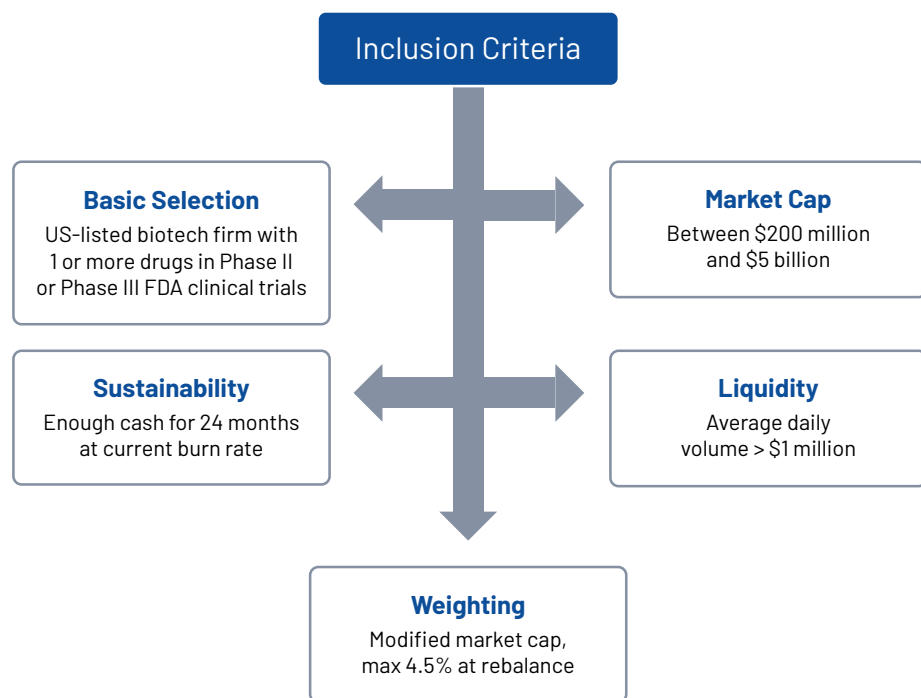 Inclusion Criteria
Basic Selection
US-listed biotech firm with
1 or more drugs in Phase II
or Phase III FDA clinical trials
Market Cap
Between $200 million
and $5 billion
Sustainability
Enough cash for 24 months
at current burn rate
Liquidity
Average daily
volume > $1 million
Weighting
Modified market cap,
max 4.5% at rebalance